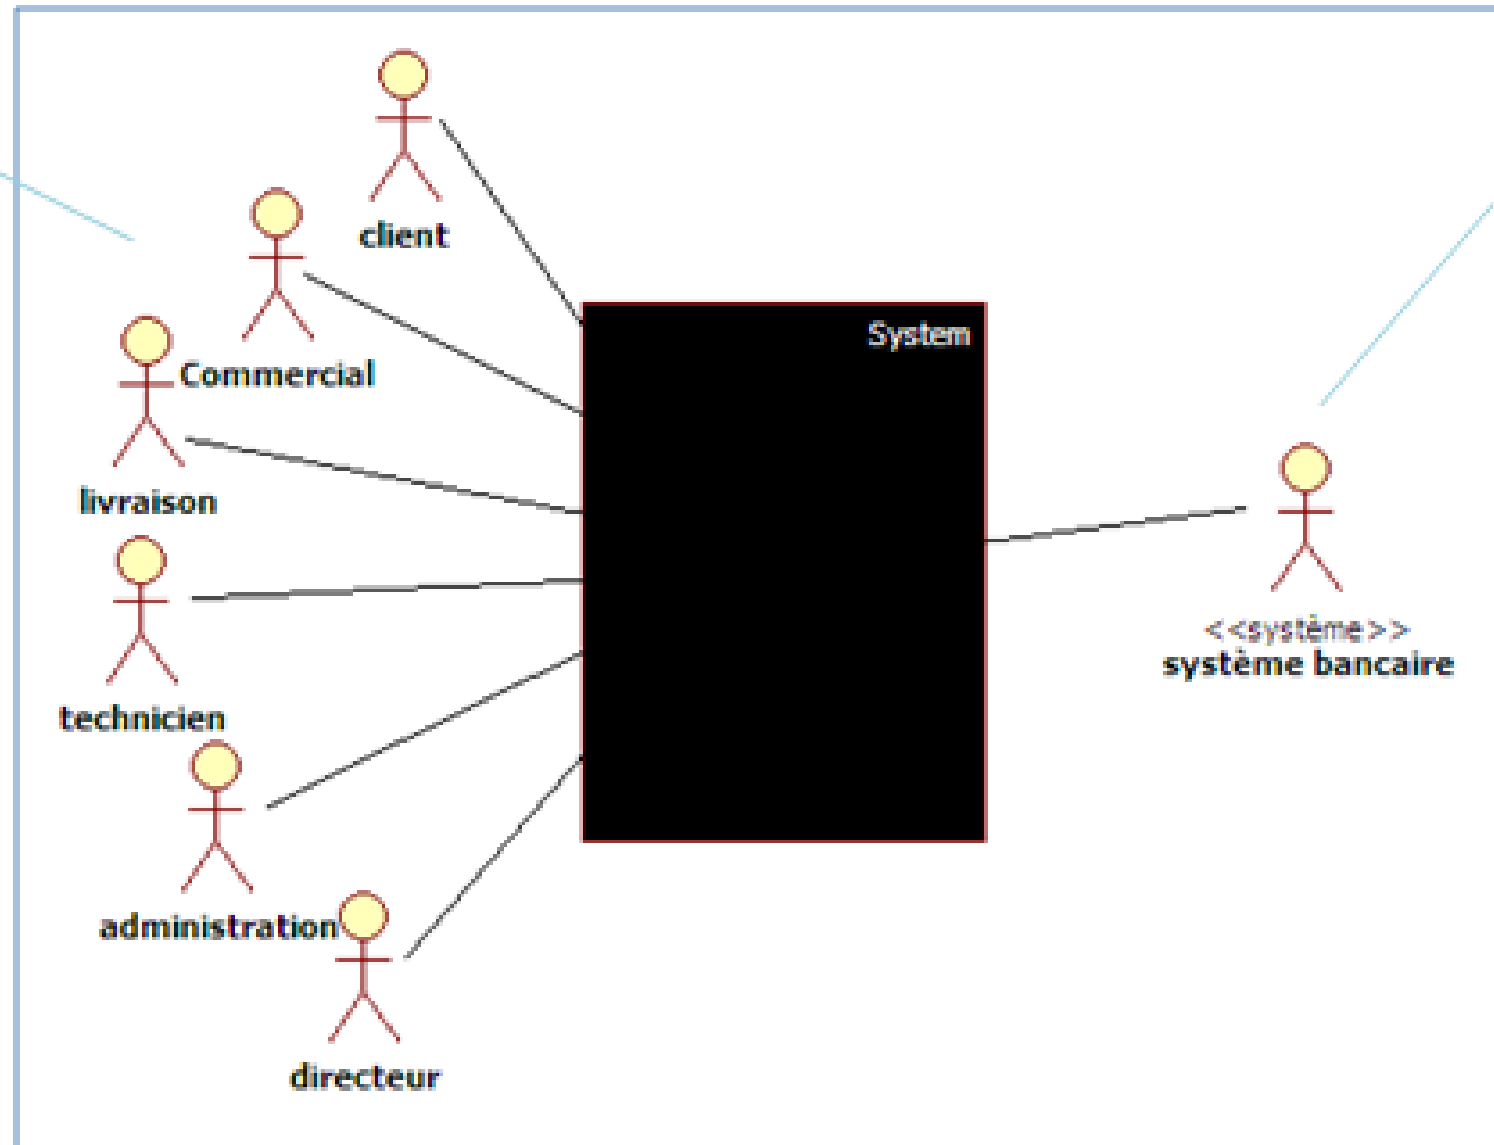 client
System
Commercial
livraison
<<système>>
système bancaire
technicien
administration
directeur